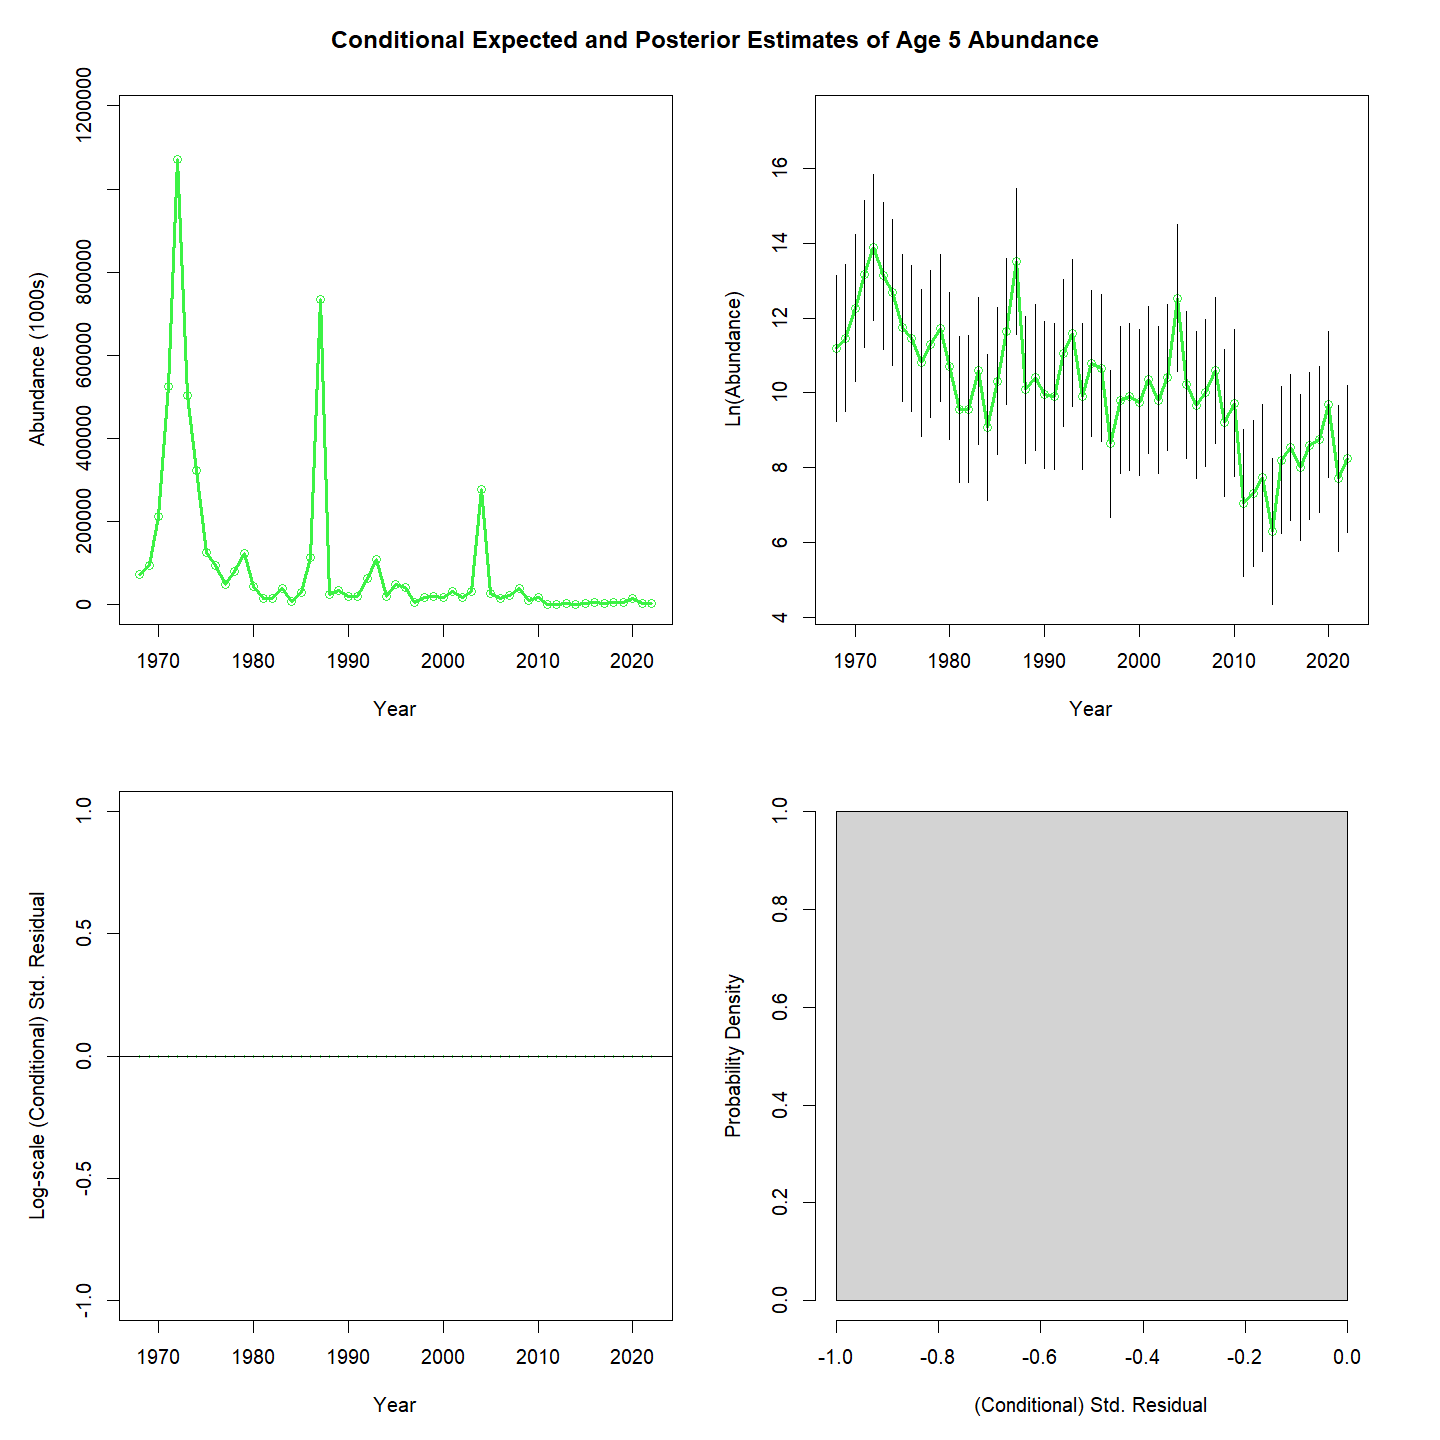 Conditional Expected and Posterior Estimates of Age 5 Abundance
Abundance (1000s)
0
200000
400000
600000
800000
1200000
1970 1980 1990 2000 2010 2020
Year
Ln(Abundance)
4
6
8
10
12
14
16
1970 1980 1990 2000 2010 2020
Year
Log-scale (Conditional) Std. Residual
-1.0
-0.5
0.0
0.5
1.0
1970 1980 1990 2000 2010 2020
Year
Probability Density
0.0
0.2
0.4
0.6
0.8
1.0
-1.0 -0.8 -0.6 -0.4 -0.2 0.0
(Conditional) Std. Residual